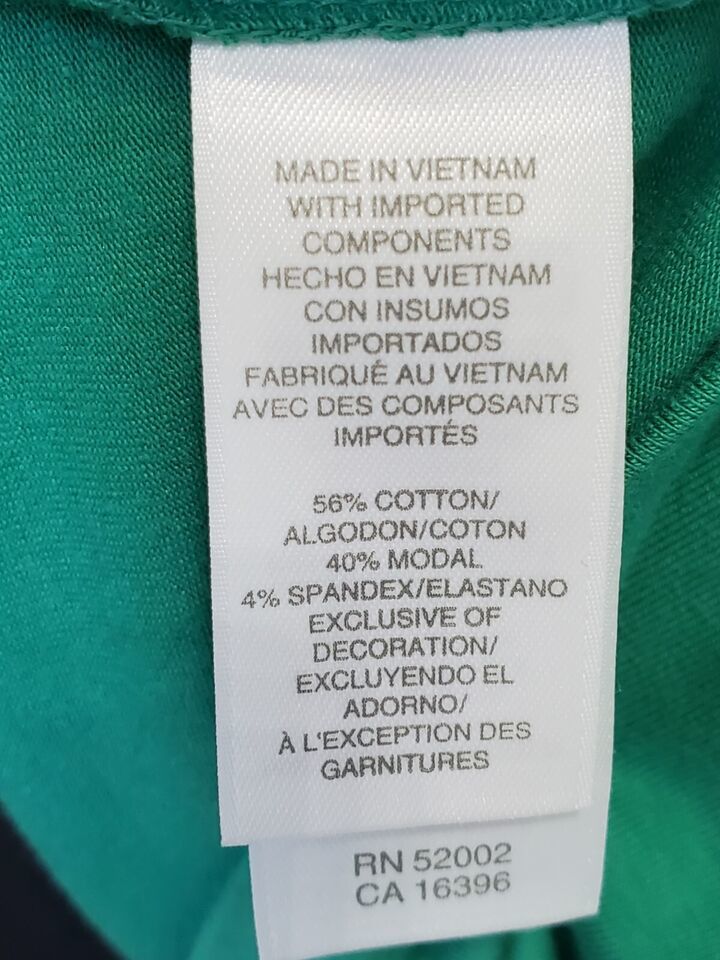 MADE IN VIETNAM
WITH IMPORTED
COMPONENTS
HECHO EN VIETNAM
CON INSUMOS
IMPORTADOS
FABRIQUÉ AU VIETNAM
AVEC DES COMPOSANTS
IMPORTÉS
56% COTTON/
ALGODON/COTON
40% MODAL
4% SPANDEX/ELASTANO
EXCLUSIVE OF
DECORATION/
EXCLUYENDO EL
ADORNO/
À L'EXCEPTION DES
GARNITURES
RN 52002
CA 16396